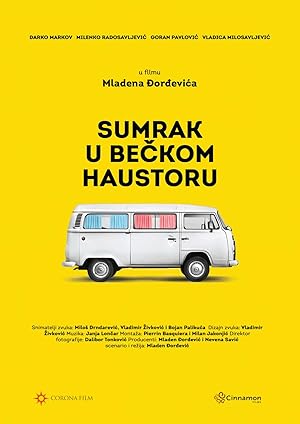 DARKO MARKOV   MILENKO RADOSAVLJEVIĆ   GORAN PAVLOVIĆ   VLADICA MILOSAVLJEVIĆ
u filmu
Mladena Đorđevića
SUMRAK
U BEČKOM
HAUSTORU
Snimatelji zvuka: Miloš Drndarević, Vladimir Živković i Bojan Palikuća Dizajn zvuka: Vladimir
Živković Muzika: Janja Lončar Montaža: Pierrin Basquiera i Milan Jakonjić Direktor
fotografije: Dalibor Tonković Producenti: Mladen Đorđević i Nevena Savić
scenario i režija: Mladen Đorđević
CORONA FILM
Cinnamon